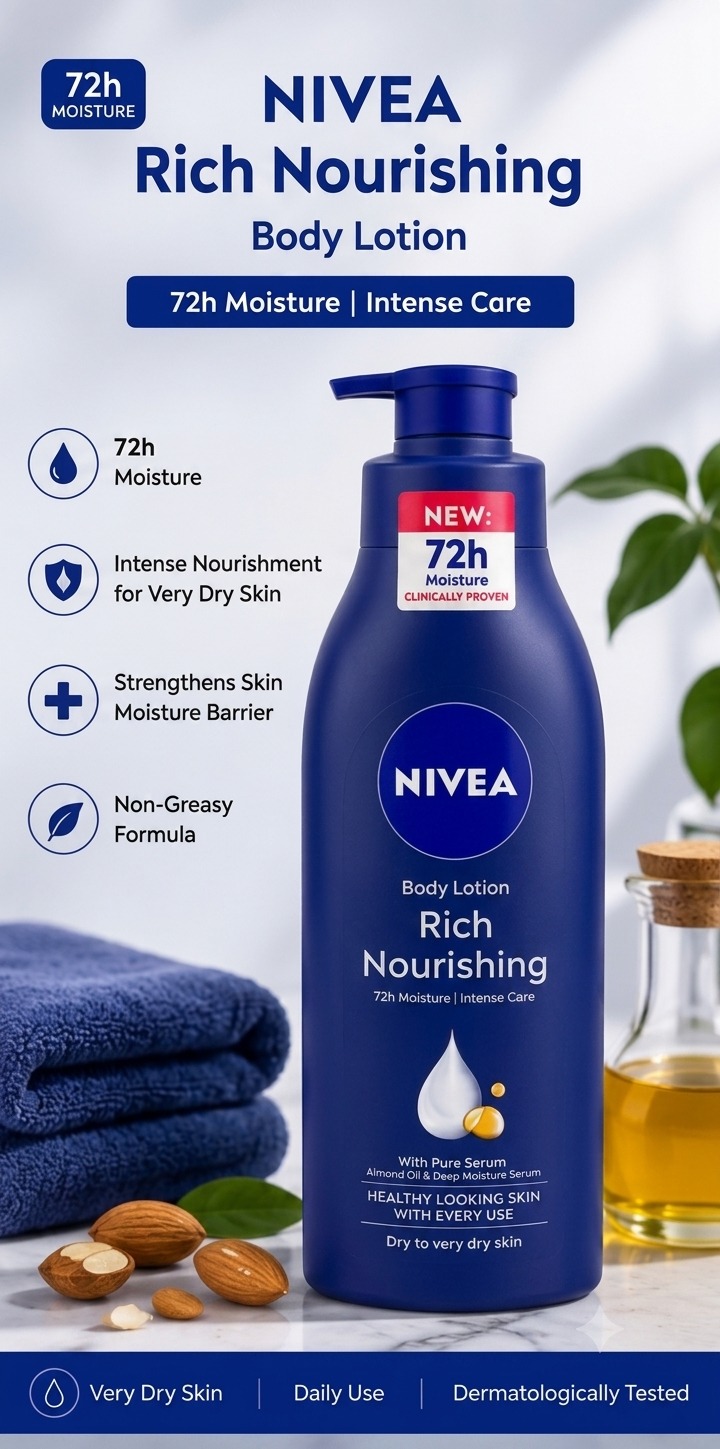 72h
MOISTURE
NIVEA
Rich Nourishing
Body Lotion
72h Moisture | Intense Care
72h
Moisture
Intense Nourishment
for Very Dry Skin
Strengthens Skin
Moisture Barrier
Non-Greasy
Formula
NEW:
72h
Moisture
CLINICALLY PROVEN
NIVEA
Body Lotion
Rich
Nourishing
72h Moisture | Intense Care
With Pure Serum
Almond Oil & Deep Moisture Serum
HEALTHY LOOKING SKIN
WITH EVERY USE
Dry to very dry skin
Very Dry Skin | Daily Use | Dermatologically Tested